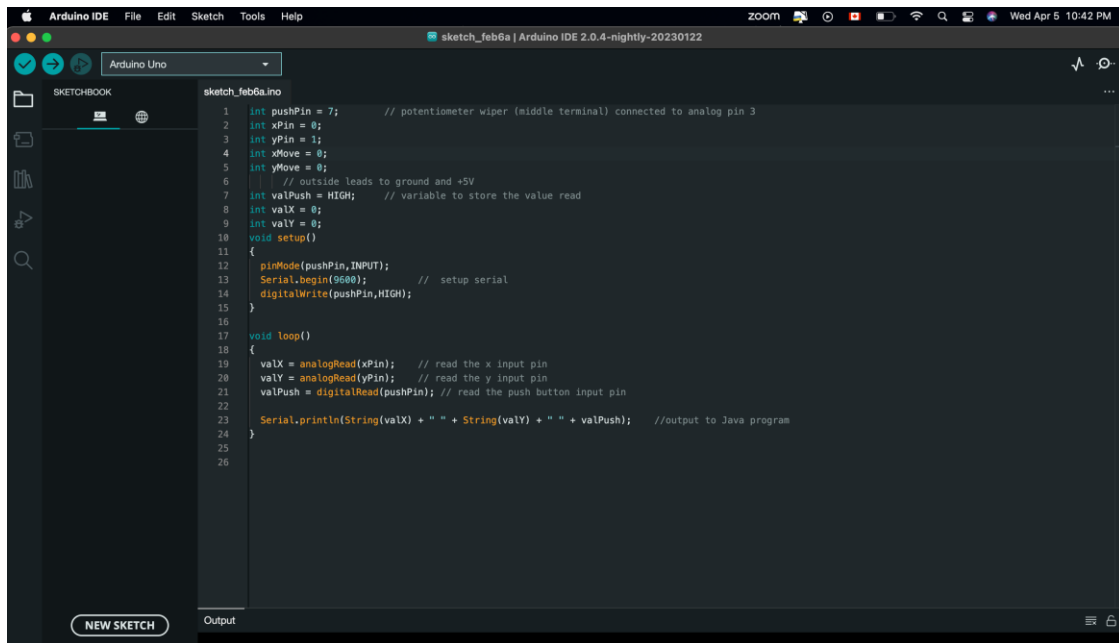 Arduino IDE File Edit Sketch Tools Help zoom Wed Apr 5 10:42 PM
sketch_feb6a | Arduino IDE 2.0.4-nightly-20230122
Arduino Uno
SKETCHBOOK
sketch_feb6a.ino
1 int pushPin = 7; // potentiometer wiper (middle terminal) connected to analog pin 3
2 int xPin = 0;
3 int yPin = 1;
4 int xMove = 0;
5 int yMove = 0;
6 // outside leads to ground and +5V
7 int valPush = HIGH; // variable to store the value read
8 int valX = 0;
9 int valY = 0;
10 void setup()
11 {
12 pinMode(pushPin,INPUT);
13 Serial.begin(9600); // setup serial
14 digitalWrite(pushPin,HIGH);
15 }
16
17 void loop()
18 {
19 valX = analogRead(xPin); // read the x input pin
20 valY = analogRead(yPin); // read the y input pin
21 valPush = digitalRead(pushPin); // read the push button input pin
22
23 Serial.println(String(valX) + " " + String(valY) + " " + valPush); //output to Java program
24 }
25
26
NEW SKETCH
Output